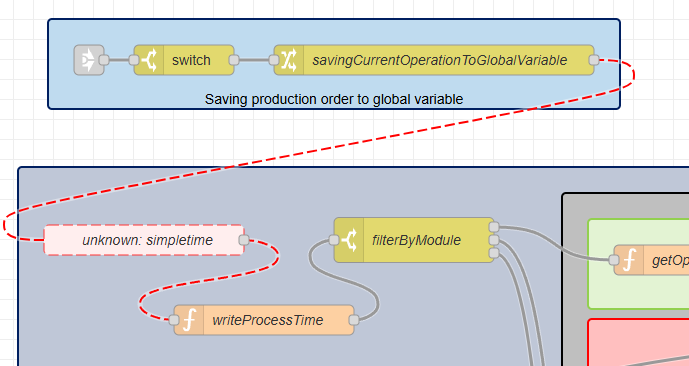 switch
savingCurrentOperationToGlobalVariable
Saving production order to global variable
unknown: simpletime
filterByModule
getOp
writeProcessTime